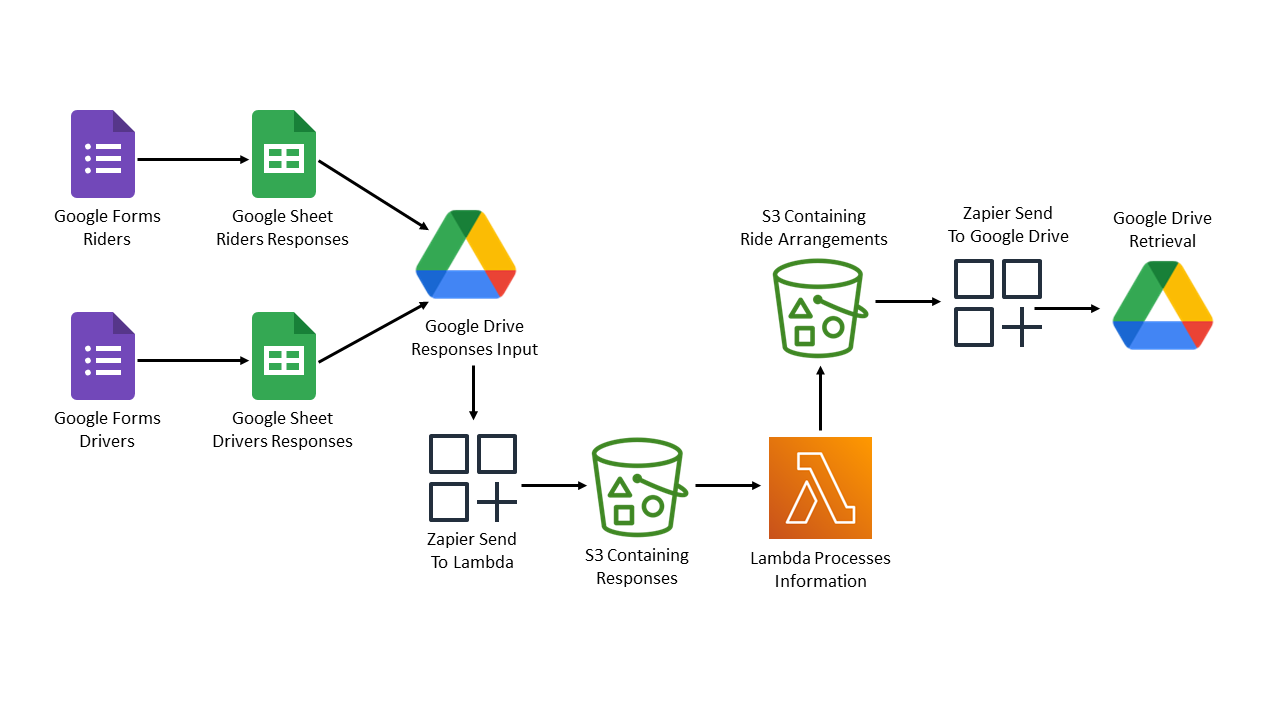 Google Forms
Riders
Google Sheet
Riders Responses
Google Forms
Drivers
Google Sheet
Drivers Responses
Google Drive
Responses Input
Zapier Send
To Lambda
S3 Containing
Responses
Lambda Processes
Information
S3 Containing
Ride Arrangements
Zapier Send
To Google Drive
Google Drive
Retrieval